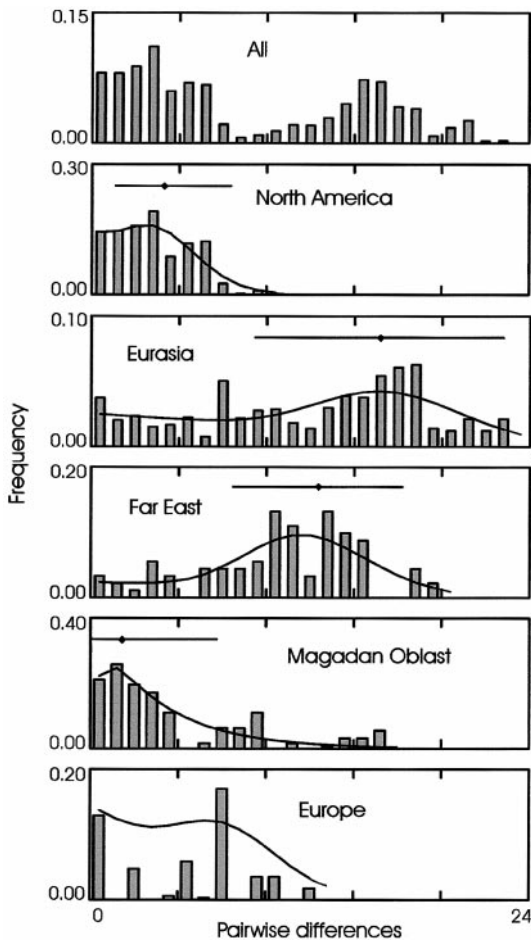 0.15
All
0.00
0.30
North America
0.00
0.10
Eurasia
0.00
Frequency
0.20
Far East
0.00
0.40
Magadan Oblast
0.00
0.20
Europe
0.00
0
24
Pairwise differences